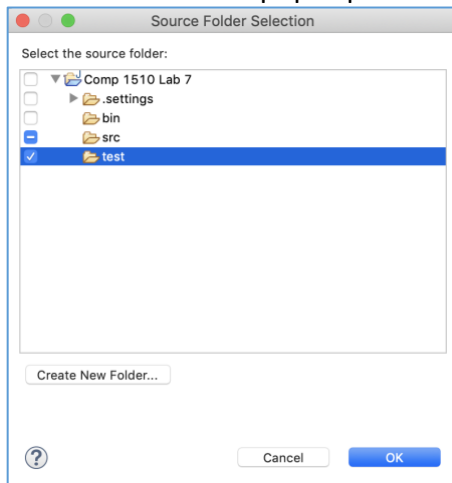 Source Folder Selection
Select the source folder:
Comp 1510 Lab 7
.settings
bin
src
test
Create New Folder...
?
Cancel
OK